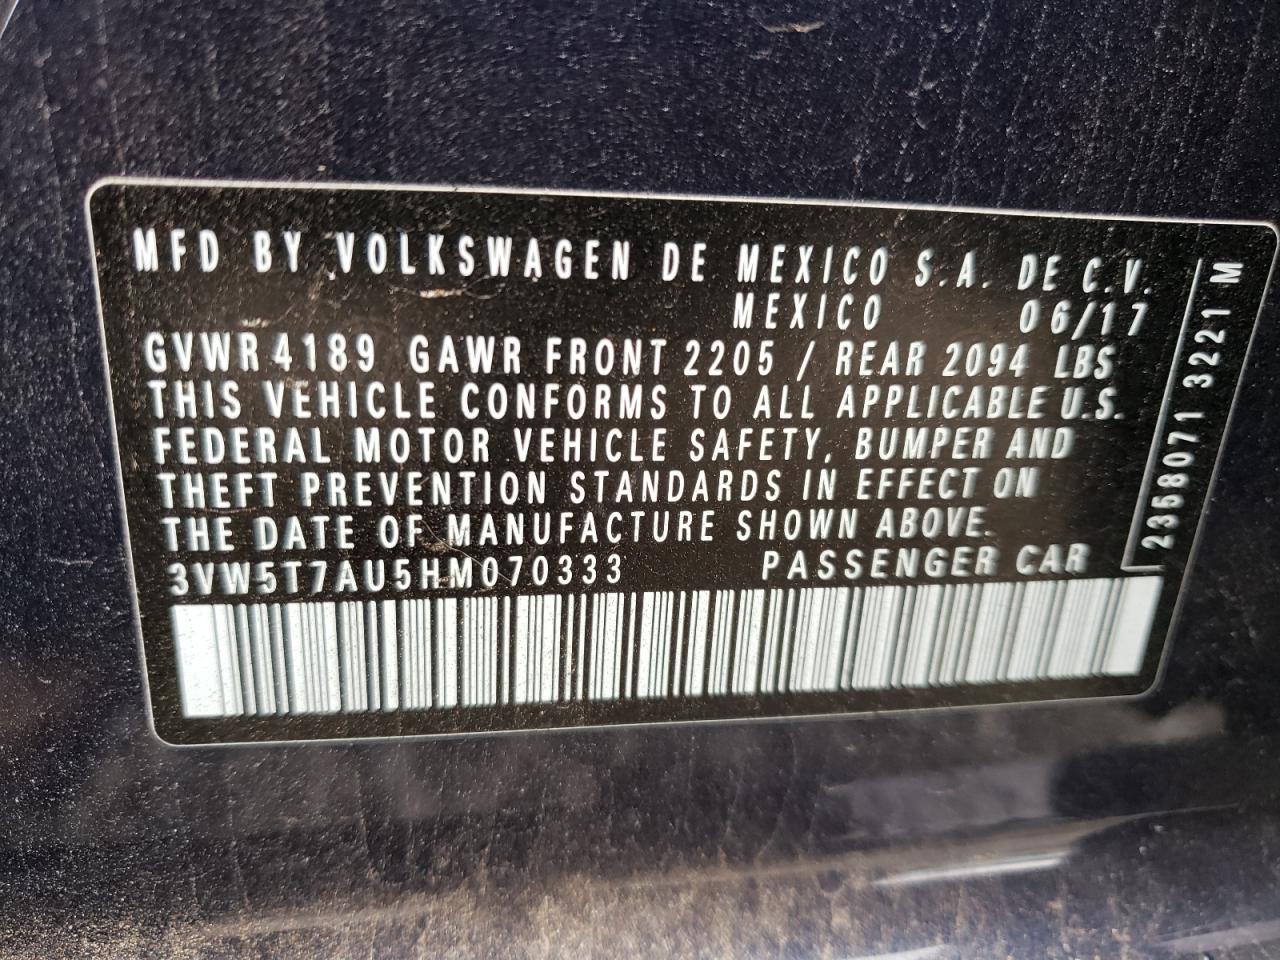 MFD BY VOLKSWAGEN DE MEXICO S.A. DE C.V.
MEXICO 06/17
GVWR 4189 GAWR FRONT 2205 / REAR 2094 LBS
THIS VEHICLE CONFORMS TO ALL APPLICABLE U.S.
FEDERAL MOTOR VEHICLE SAFETY, BUMPER AND
THEFT PREVENTION STANDARDS IN EFFECT ON
THE DATE OF MANUFACTURE SHOWN ABOVE.
3VW5T7AU5HM070333 PASSENGER CAR
2358071 3221 M